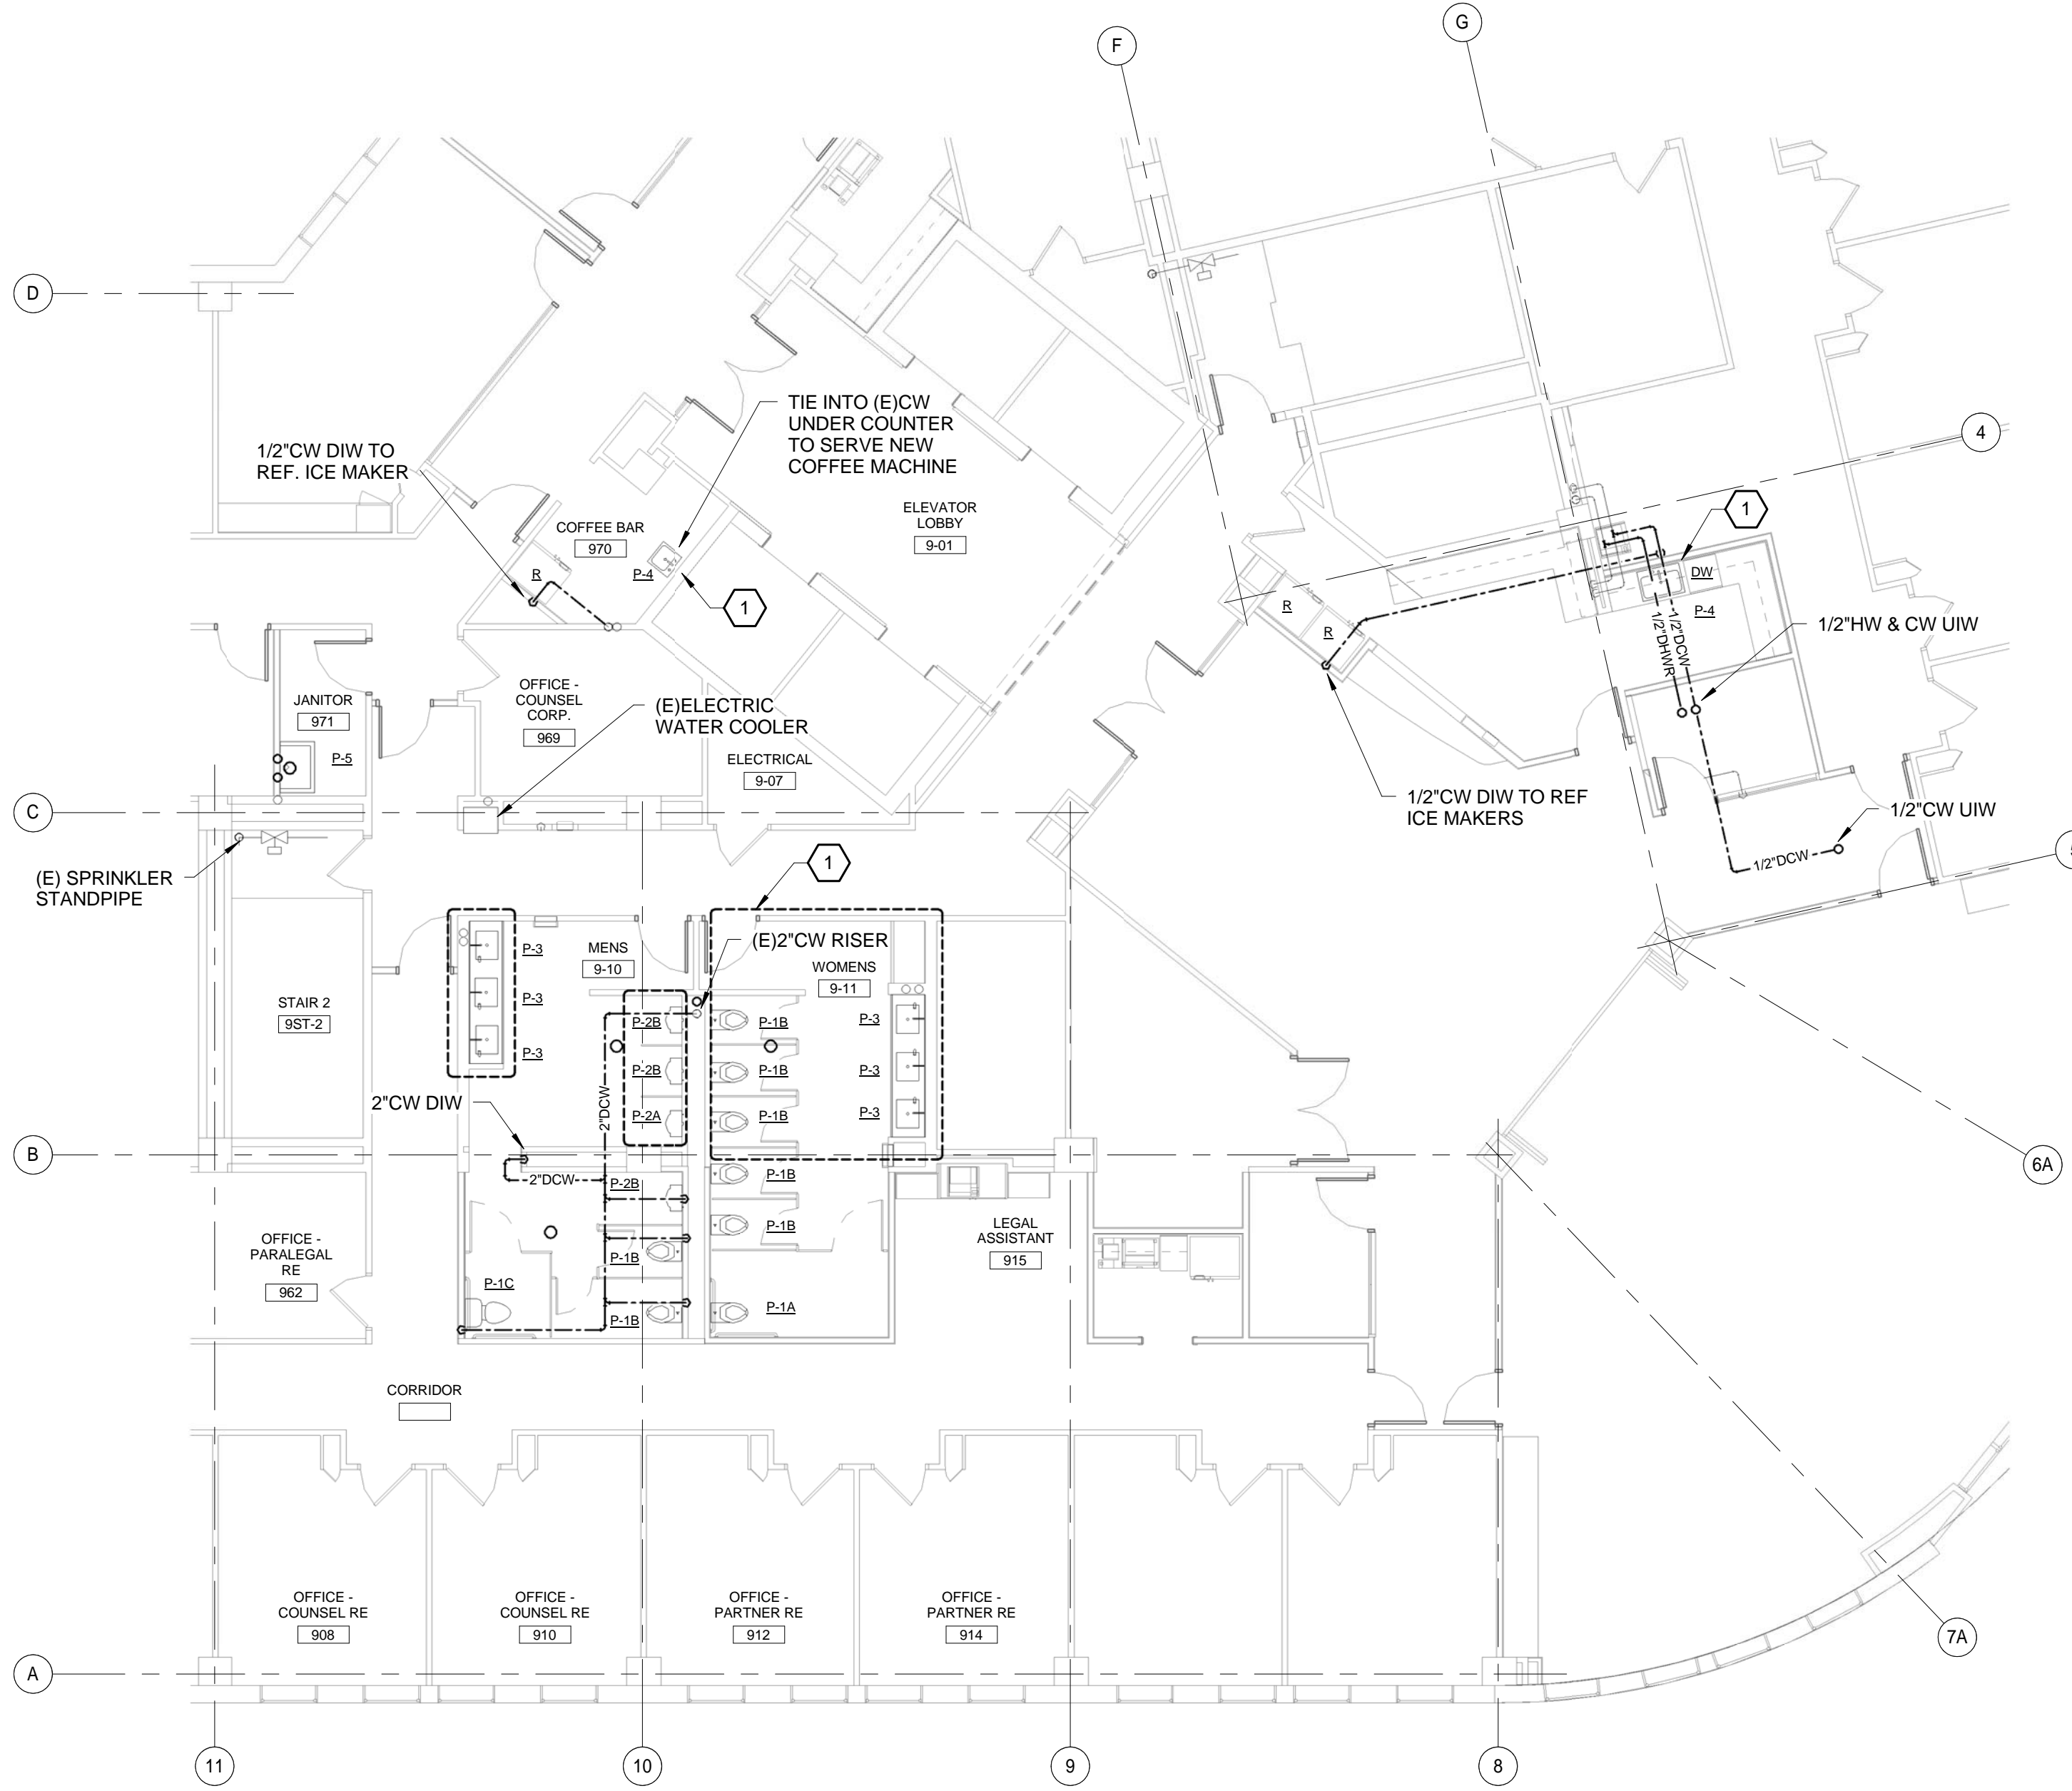 G
F
D
4
TIE INTO (E)CW
UNDER COUNTER
TO SERVE NEW
COFFEE MACHINE
1/2"CW DIW TO
REF. ICE MAKER
ELEVATOR
LOBBY
9-01
COFFEE BAR
970
R
P-4
1
1
DW
P-4
R
R
1/2"DCW
1/2"DHWR
1/2"HW & CW UIW
OFFICE -
COUNSEL
CORP.
969
(E)ELECTRIC
WATER COOLER
JANITOR
971
P-5
ELECTRICAL
9-07
1/2"CW DIW TO REF
ICE MAKERS
1/2"CW UIW
1/2"DCW
C
5
(E) SPRINKLER
STANDPIPE
1
(E)2"CW RISER
MENS
9-10
WOMENS
9-11
P-3
P-3
P-3
STAIR 2
9ST-2
P-2B
P-2B
P-2A
P-1B
P-1B
P-1B
P-3
P-3
P-3
2"DCW
2"CW DIW
B
6A
2"DCW
P-2B
P-1B
P-1B
P-1B
P-1B
P-1C
P-1A
OFFICE -
PARALEGAL
RE
962
LEGAL
ASSISTANT
915
CORRIDOR
OFFICE -
COUNSEL RE
908
OFFICE -
COUNSEL RE
910
OFFICE -
PARTNER RE
912
OFFICE -
PARTNER RE
914
7A
A
11
10
9
8